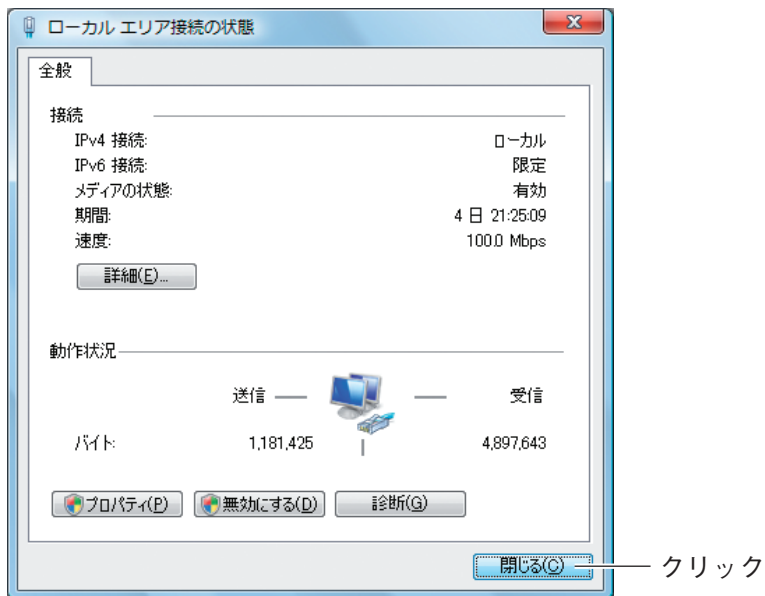 ローカル エリア接続の状態
全般
接続
IPv4 接続: ローカル
IPv6 接続: 限定
メディアの状態: 有効
期間: 4 日 21:25:09
速度: 100.0 Mbps
詳細(E)...
動作状況
送信 受信
バイト: 1,181,425 4,897,643
プロパティ(P) 無効にする(D) 診断(G)
閉じる(C) クリック